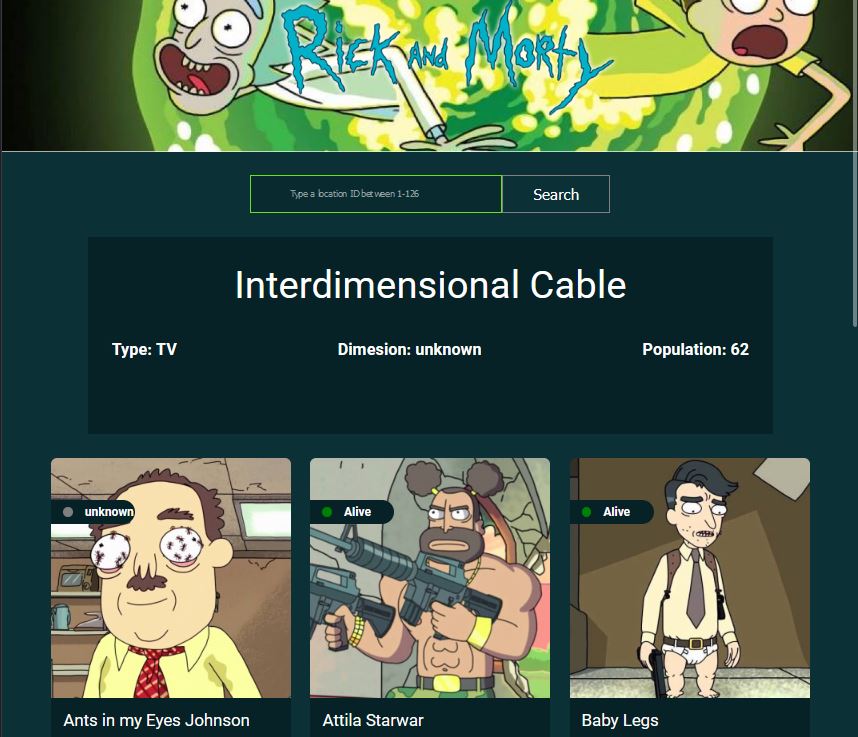 Rick and Morty
Type a location ID between 1-126
Search
Interdimensional Cable
Type: TV
Dimesion: unknown
Population: 62
unknown
Alive
Alive
Ants in my Eyes Johnson
Attila Starwar
Baby Legs